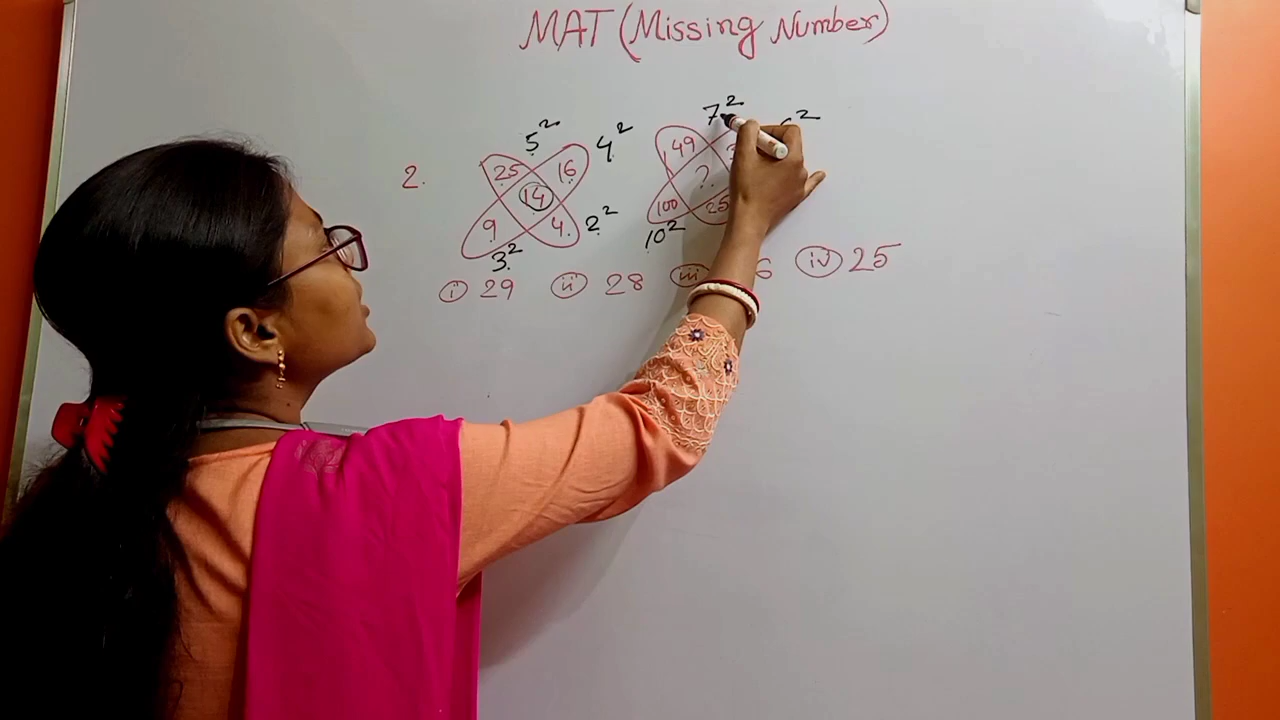 MAT (Missing Number)
7²
5² 4² ²
2. 25 16 49
14 ?
9 4 100 25
3² 2² 10²
(i) 29 (ii) 28 (iii) 6 (iv) 25